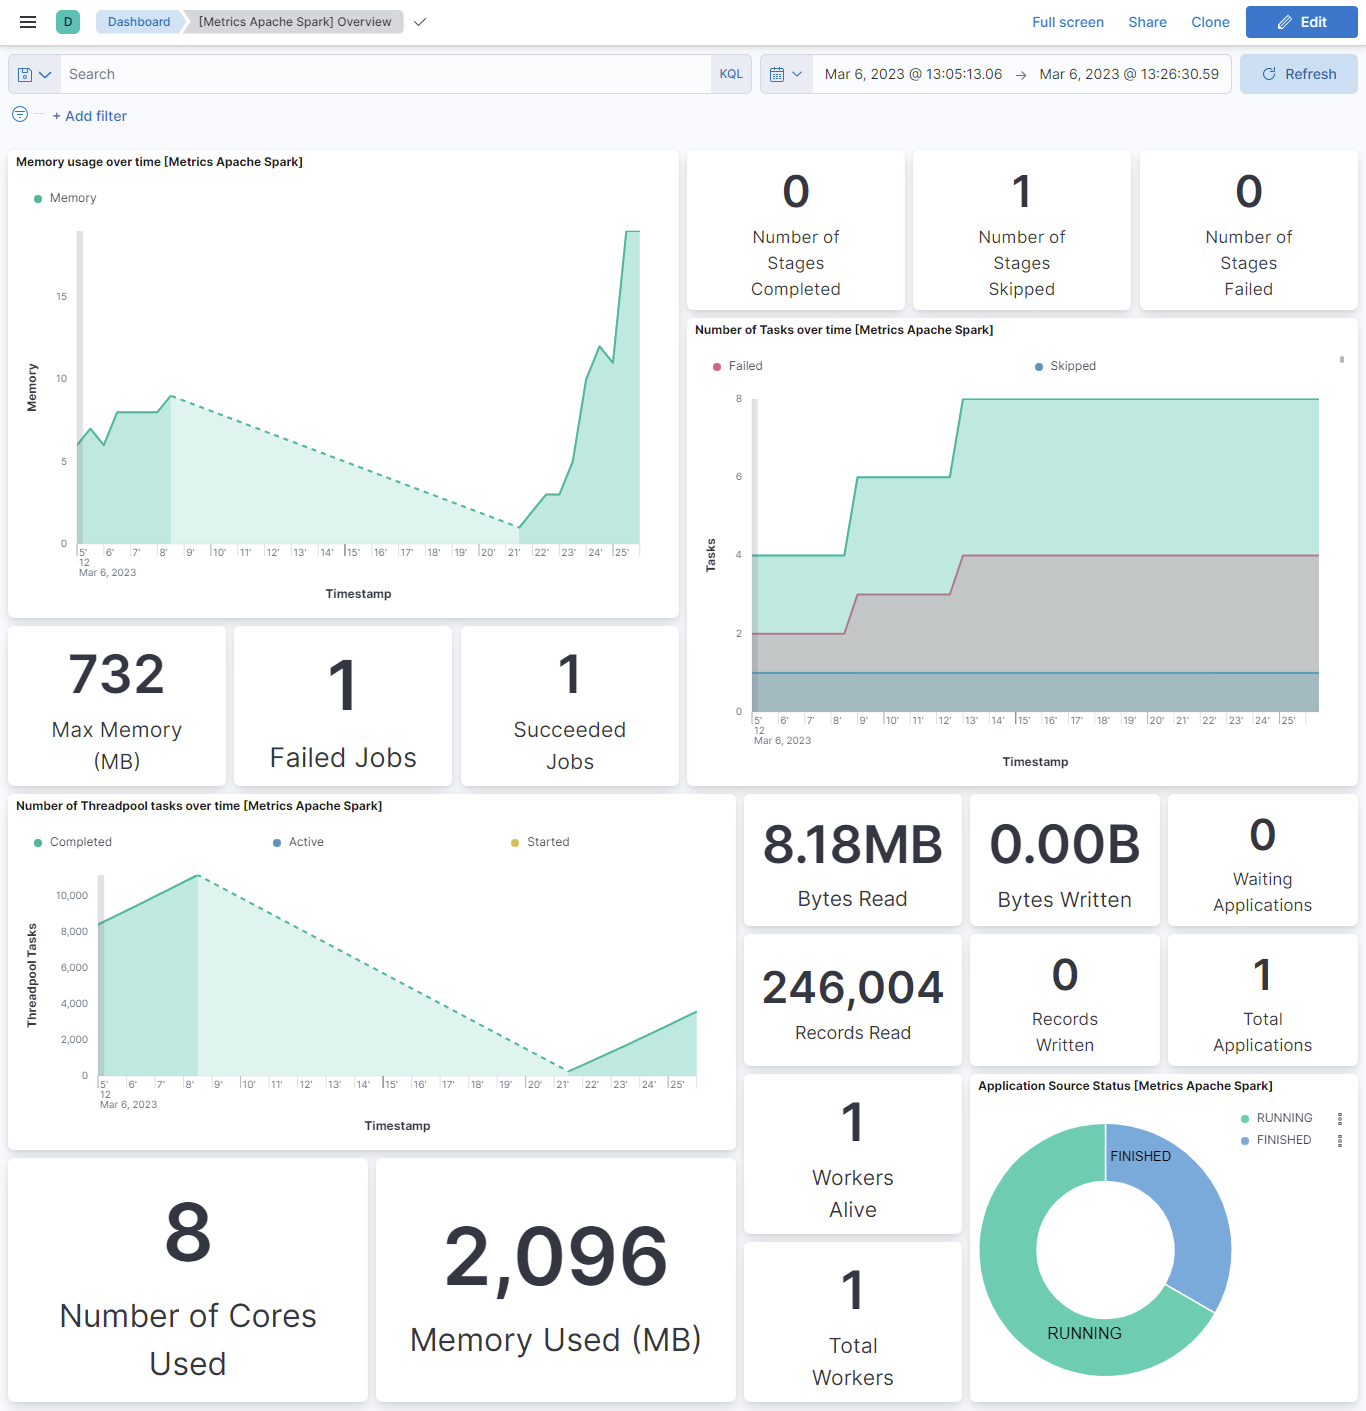 D
Dashboard
[Metrics Apache Spark] Overview
Full screen
Share
Clone
Edit
Search
KQL
Mar 6, 2023 @ 13:05:13.06 → Mar 6, 2023 @ 13:26:30.59
Refresh
+ Add filter
Memory usage over time [Metrics Apache Spark]
Memory
15
10
5
0
Memory
5' 6' 7' 8' 9' 10' 11' 12' 13' 14' 15' 16' 17' 18' 19' 20' 21' 22' 23' 24' 25'
12
Mar 6, 2023
Timestamp
0
Number of
Stages
Completed
1
Number of
Stages
Skipped
0
Number of
Stages
Failed
Number of Tasks over time [Metrics Apache Spark]
Failed
Skipped
8
6
4
2
0
Tasks
5' 6' 7' 8' 9' 10' 11' 12' 13' 14' 15' 16' 17' 18' 19' 20' 21' 22' 23' 24' 25'
12
Mar 6, 2023
Timestamp
732
Max Memory
(MB)
1
Failed Jobs
1
Succeeded
Jobs
Number of Threadpool tasks over time [Metrics Apache Spark]
Completed
Active
Started
10,000
8,000
6,000
4,000
2,000
0
Threadpool Tasks
5' 6' 7' 8' 9' 10' 11' 12' 13' 14' 15' 16' 17' 18' 19' 20' 21' 22' 23' 24' 25'
12
Mar 6, 2023
Timestamp
8.18MB
Bytes Read
0.00B
Bytes Written
0
Waiting
Applications
246,004
Records Read
0
Records
Written
1
Total
Applications
1
Workers
Alive
1
Total
Workers
Application Source Status [Metrics Apache Spark]
RUNNING
FINISHED
FINISHED
RUNNING
8
Number of Cores
Used
2,096
Memory Used (MB)